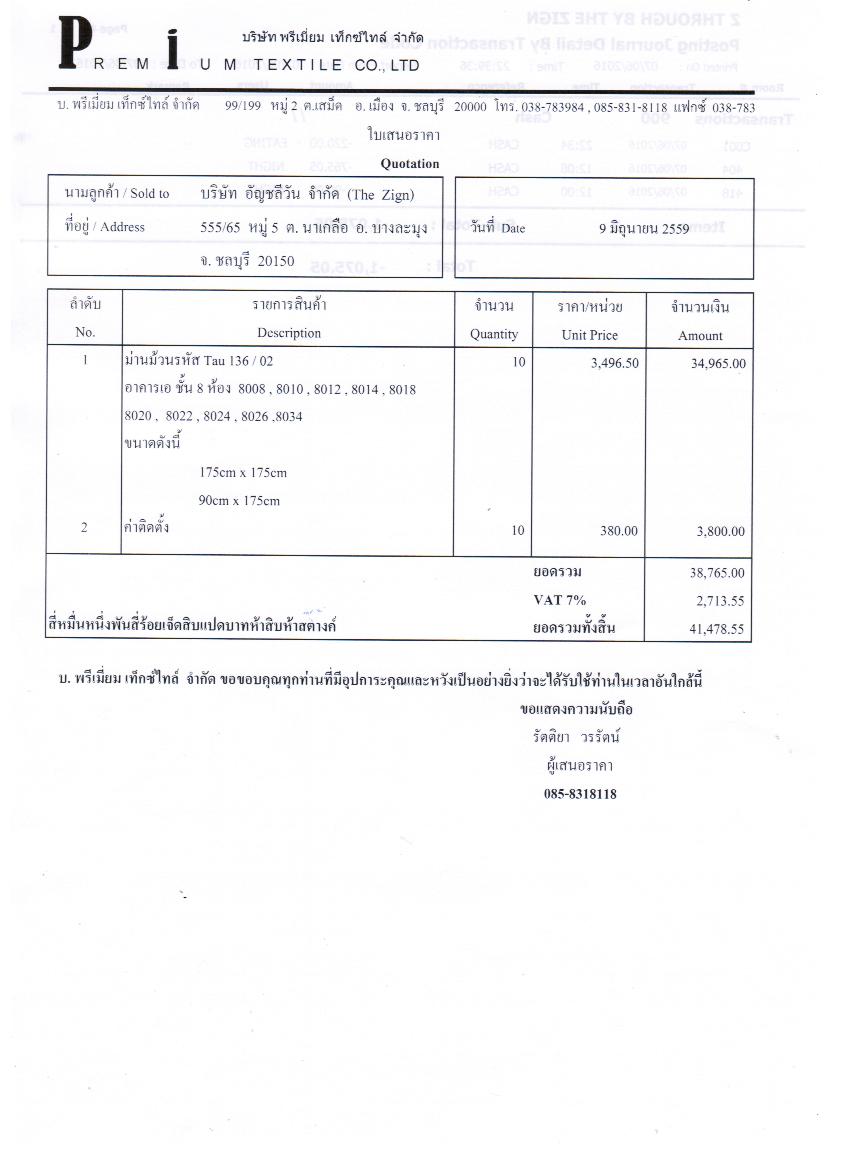 บริษัท พรีเมี่ยม เท็กซ์ไทล์ จำกัด
PREMIUM TEXTILE CO., LTD
บ. พรีเมี่ยม เท็กซ์ไทล์ จำกัด 99/199 หมู่ 2 ต.เสม็ด อ. เมือง จ. ชลบุรี 20000 โทร. 038-783984 , 085-831-8118 แฟกซ์ 038-783
ใบเสนอราคา
Quotation
นามลูกค้า / Sold to บริษัท อัญชลีวัน จำกัด (The Zign)
ที่อยู่ / Address 555/65 หมู่ 5 ต. นาเกลือ อ. บางละมุง วันที่ Date 9 มิถุนายน 2559
จ. ชลบุรี 20150
ลำดับ รายการสินค้า จำนวน ราคา/หน่วย จำนวนเงิน
No. Description Quantity Unit Price Amount
1 ม่านม้วนรหัส Tau 136 / 02 10 3,496.50 34,965.00
อาคารเอ ชั้น 8 ห้อง 8008 , 8010 , 8012 , 8014 , 8018
8020 , 8022 , 8024 , 8026 ,8034
ขนาดดังนี้
175cm x 175cm
90cm x 175cm
2 ค่าติดตั้ง 10 380.00 3,800.00
ยอดรวม 38,765.00
VAT 7% 2,713.55
สี่หมื่นหนึ่งพันสี่ร้อยเจ็ดสิบแปดบาทห้าสิบห้าสตางค์ ยอดรวมทั้งสิ้น 41,478.55
บ. พรีเมี่ยม เท็กซ์ไทล์ จำกัด ขอขอบคุณทุกท่านที่มีอุปการะคุณและหวังเป็นอย่างยิ่งว่าจะได้รับใช้ท่านในเวลาอันใกล้นี้
ขอแสดงความนับถือ
รัตติยา วรรัตน์
ผู้เสนอราคา
085-8318118